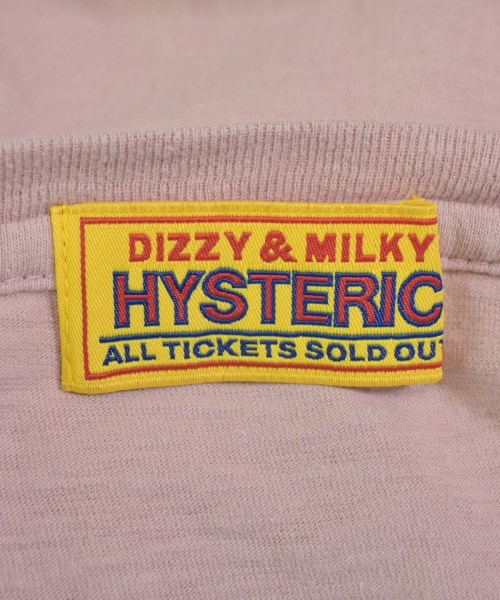 DIZZY & MILKY
HYSTERIC
ALL TICKETS SOLD OUT